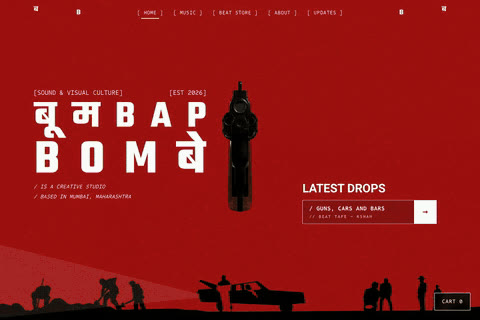 बू B [ HOME ] [ MUSIC ] [ BEAT STORE ] [ ABOUT ] [ UPDATES ] B बू
[SOUND & VISUAL CULTURE] [EST 2026]
बूमBAP
BOMबे
/ IS A CREATIVE STUDIO
/ BASED IN MUMBAI, MAHARASHTRA
LATEST DROPS
/ GUNS, CARS AND BARS →
// BEAT TAPE — NIHAN
CART 0